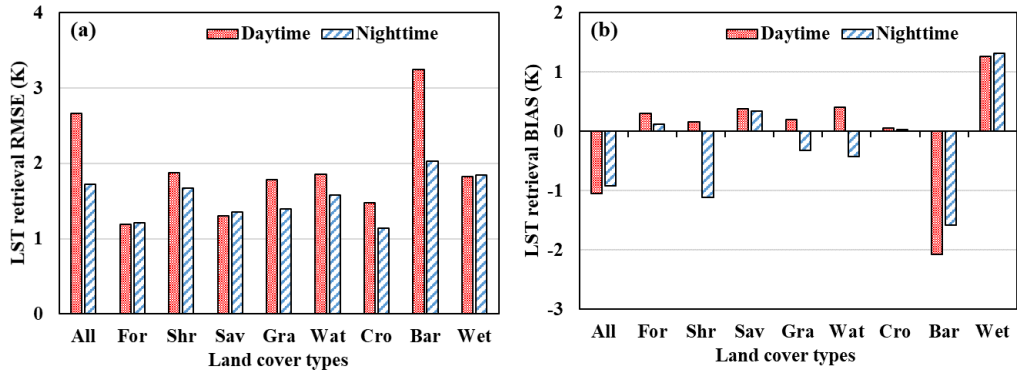 (a)
Daytime Nighttime
LST retrieval RMSE (K)
4
3
2
1
0
All For Shr Sav Gra Wat Cro Bar Wet
Land cover types
(b)
Daytime Nighttime
LST retrieval BIAS (K)
2
1
0
-1
-2
-3
All For Shr Sav Gra Wat Cro Bar Wet
Land cover types